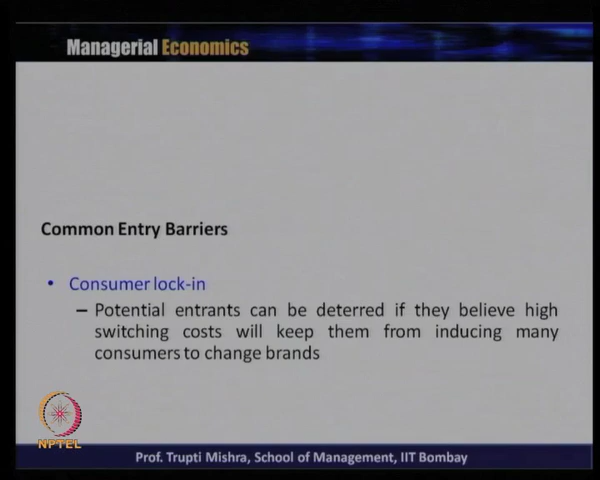 Managerial Economics
Common Entry Barriers
• Consumer lock-in
– Potential entrants can be deterred if they believe high
switching costs will keep them from inducing many
consumers to change brands
NPTEL
Prof. Trupti Mishra, School of Management, IIT Bombay